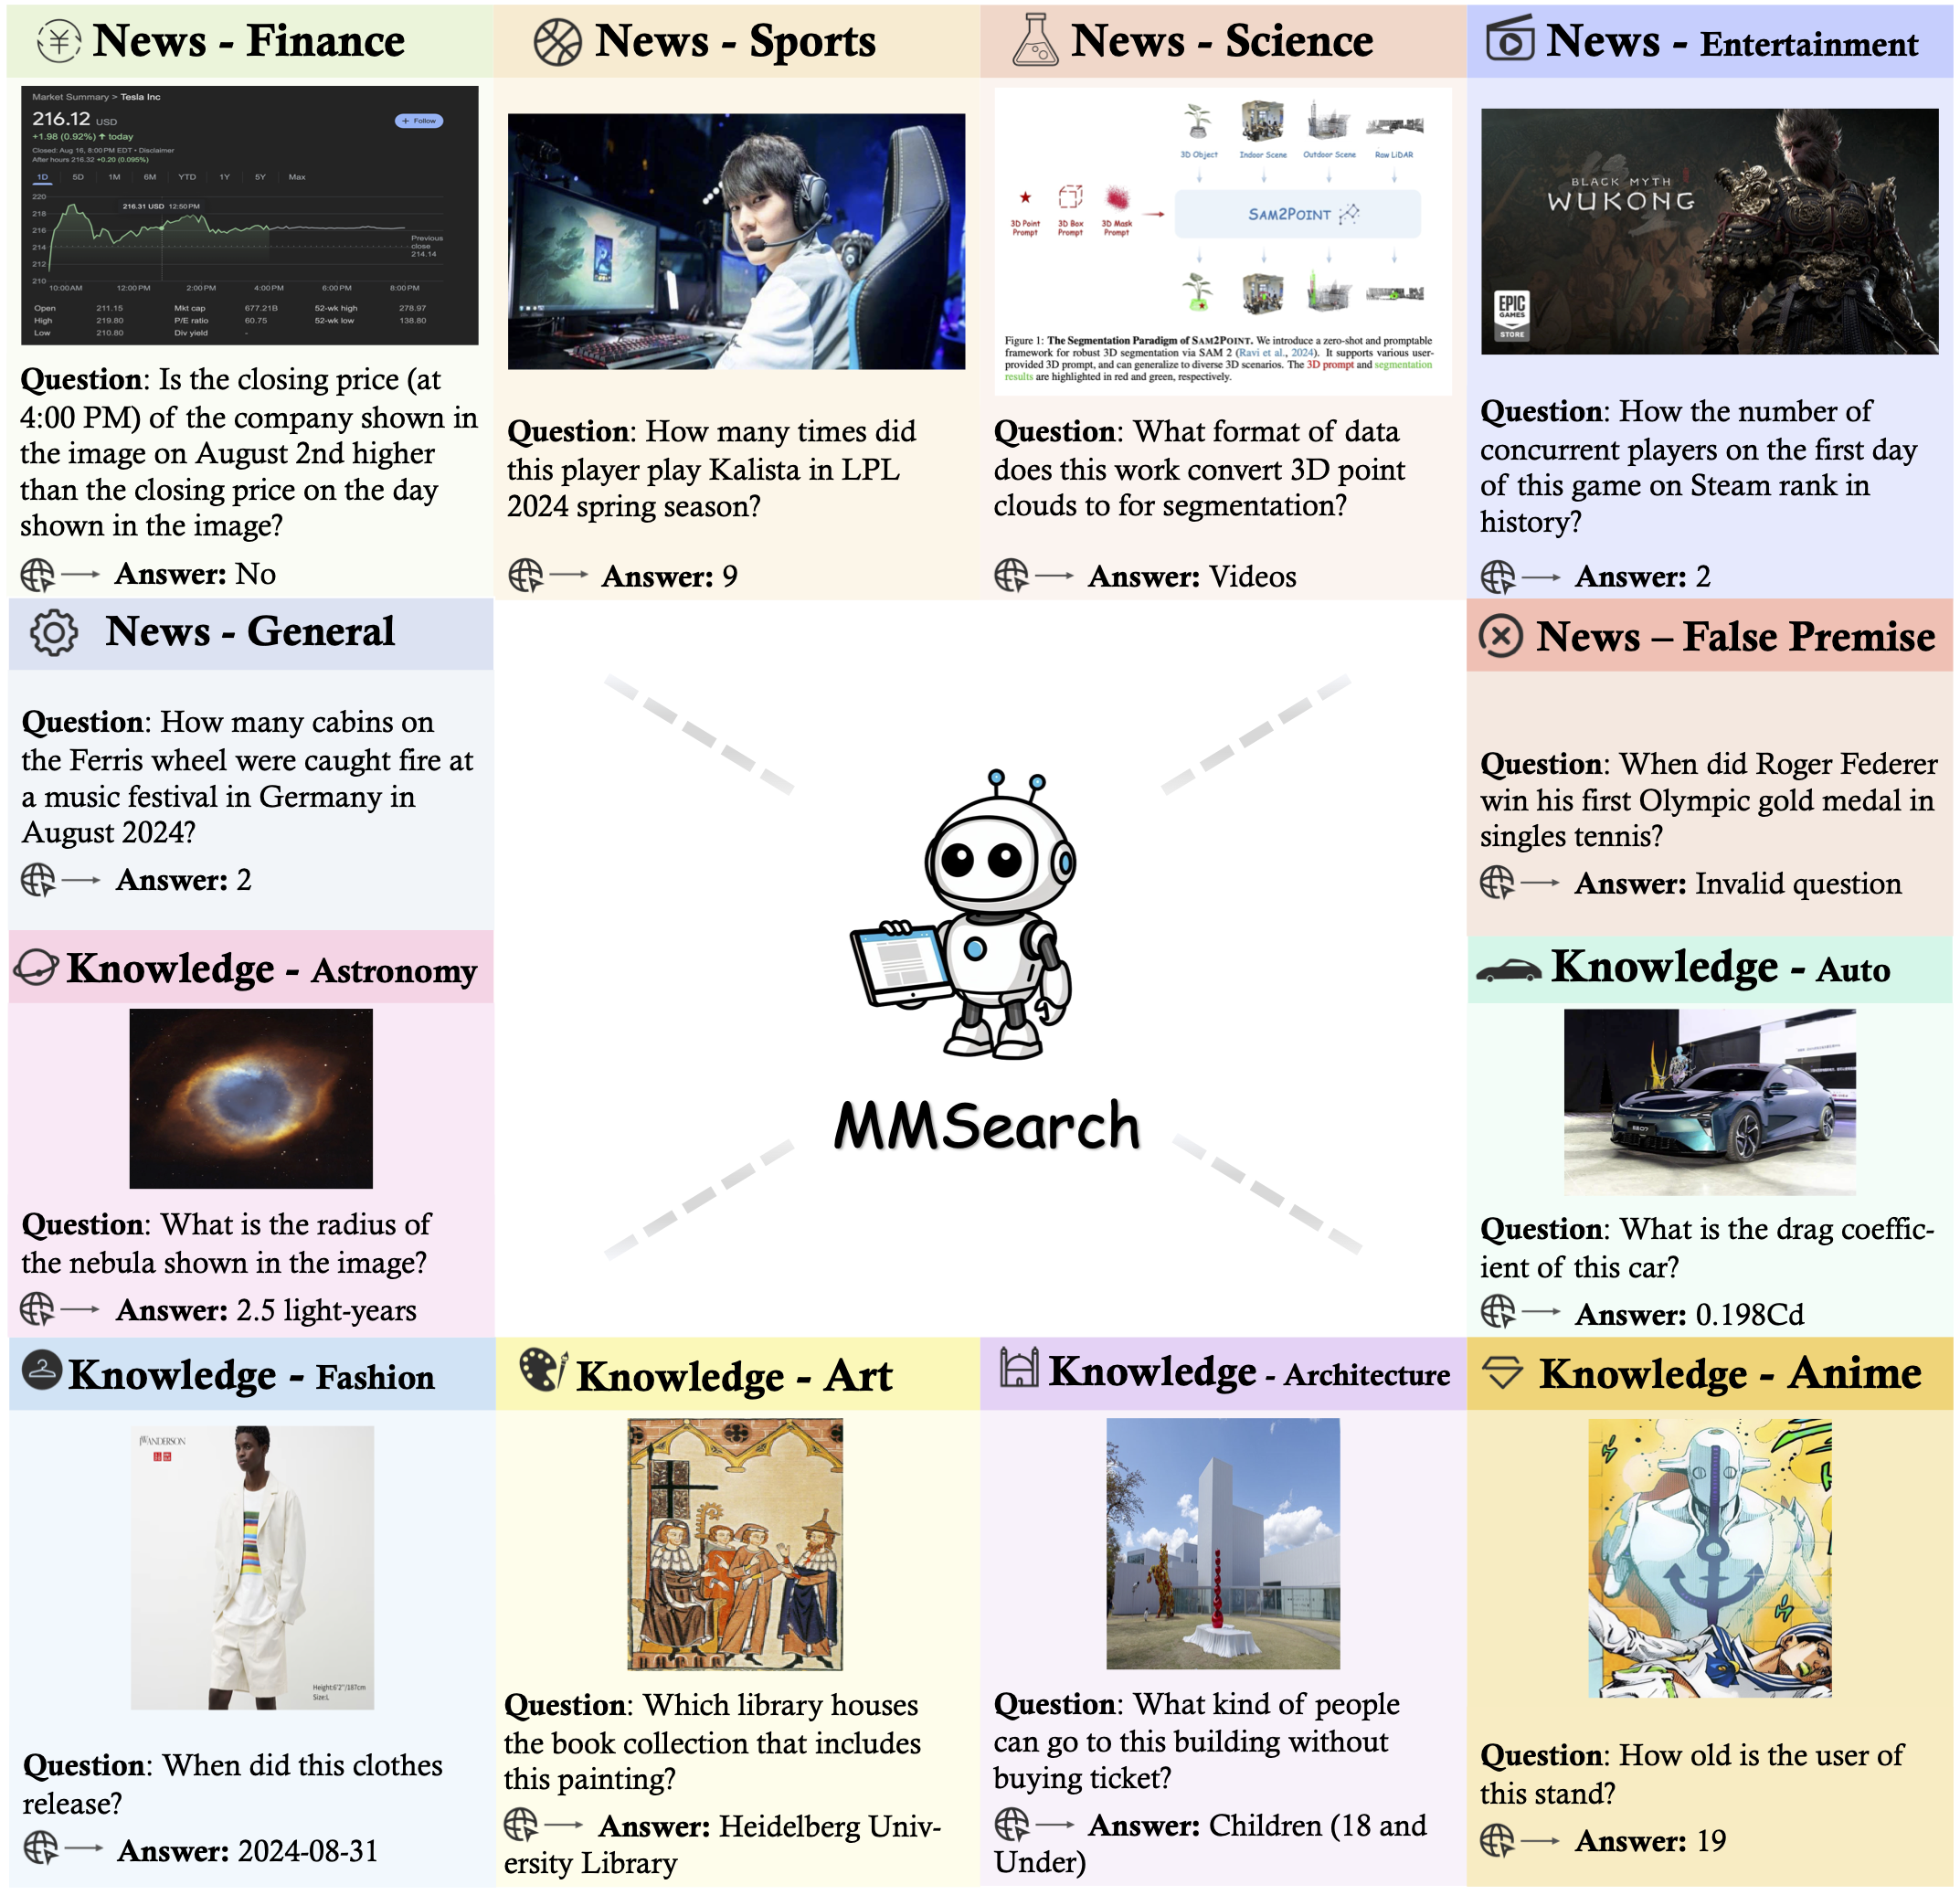 News - Finance
Market Summary > Tesla Inc
216.12 USD
+ Follow
+1.98 (0.92%) ↑ today
Closed: Aug 16, 8:00 PM EDT • Disclaimer
After hours 216.32 +0.20 (0.095%)
1D 5D 1M 6M YTD 1Y 5Y Max
216.31 USD 12:50 PM
220
218
216
214
212
210
Previous
close
214.14
10:00 AM 12:00 PM 2:00 PM 4:00 PM 6:00 PM 8:00 PM
Open 211.15 Mkt cap 677.21B 52-wk high 278.97
High 219.80 P/E ratio 60.75 52-wk low 138.80
Low 210.80 Div yield -
Question: Is the closing price (at
4:00 PM) of the company shown in
the image on August 2nd higher
than the closing price on the day
shown in the image?
Answer: No
News - Sports
Question: How many times did
this player play Kalista in LPL
2024 spring season?
Answer: 9
News - Science
3D Object Indoor Scene Outdoor Scene Raw LiDAR
3D Point
Prompt
3D Box
Prompt
3D Mask
Prompt
SAM2POINT
Figure 1: The Segmentation Paradigm of SAM2POINT. We introduce a zero-shot and promptable
framework for robust 3D segmentation via SAM 2 (Ravi et al., 2024). It supports various user-
provided 3D prompt, and can generalize to diverse 3D scenarios. The 3D prompt and segmentation
results are highlighted in red and green, respectively.
Question: What format of data
does this work convert 3D point
clouds to for segmentation?
Answer: Videos
News - Entertainment
BLACK MYTH
WUKONG
EPIC
GAMES
STORE
Question: How the number of
concurrent players on the first day
of this game on Steam rank in
history?
Answer: 2
News - General
Question: How many cabins on
the Ferris wheel were caught fire at
a music festival in Germany in
August 2024?
Answer: 2
News – False Premise
Question: When did Roger Federer
win his first Olympic gold medal in
singles tennis?
Answer: Invalid question
MMSearch
Knowledge - Astronomy
Question: What is the radius of
the nebula shown in the image?
Answer: 2.5 light-years
Knowledge - Auto
Question: What is the drag coeffic-
ient of this car?
Answer: 0.198Cd
Knowledge - Fashion
JW ANDERSON
Height:6'2"/187cm
Size:L
Question: When did this clothes
release?
Answer: 2024-08-31
Knowledge - Art
Question: Which library houses
the book collection that includes
this painting?
Answer: Heidelberg Univ-
ersity Library
Knowledge - Architecture
Question: What kind of people
can go to this building without
buying ticket?
Answer: Children (18 and
Under)
Knowledge - Anime
Question: How old is the user of
this stand?
Answer: 19